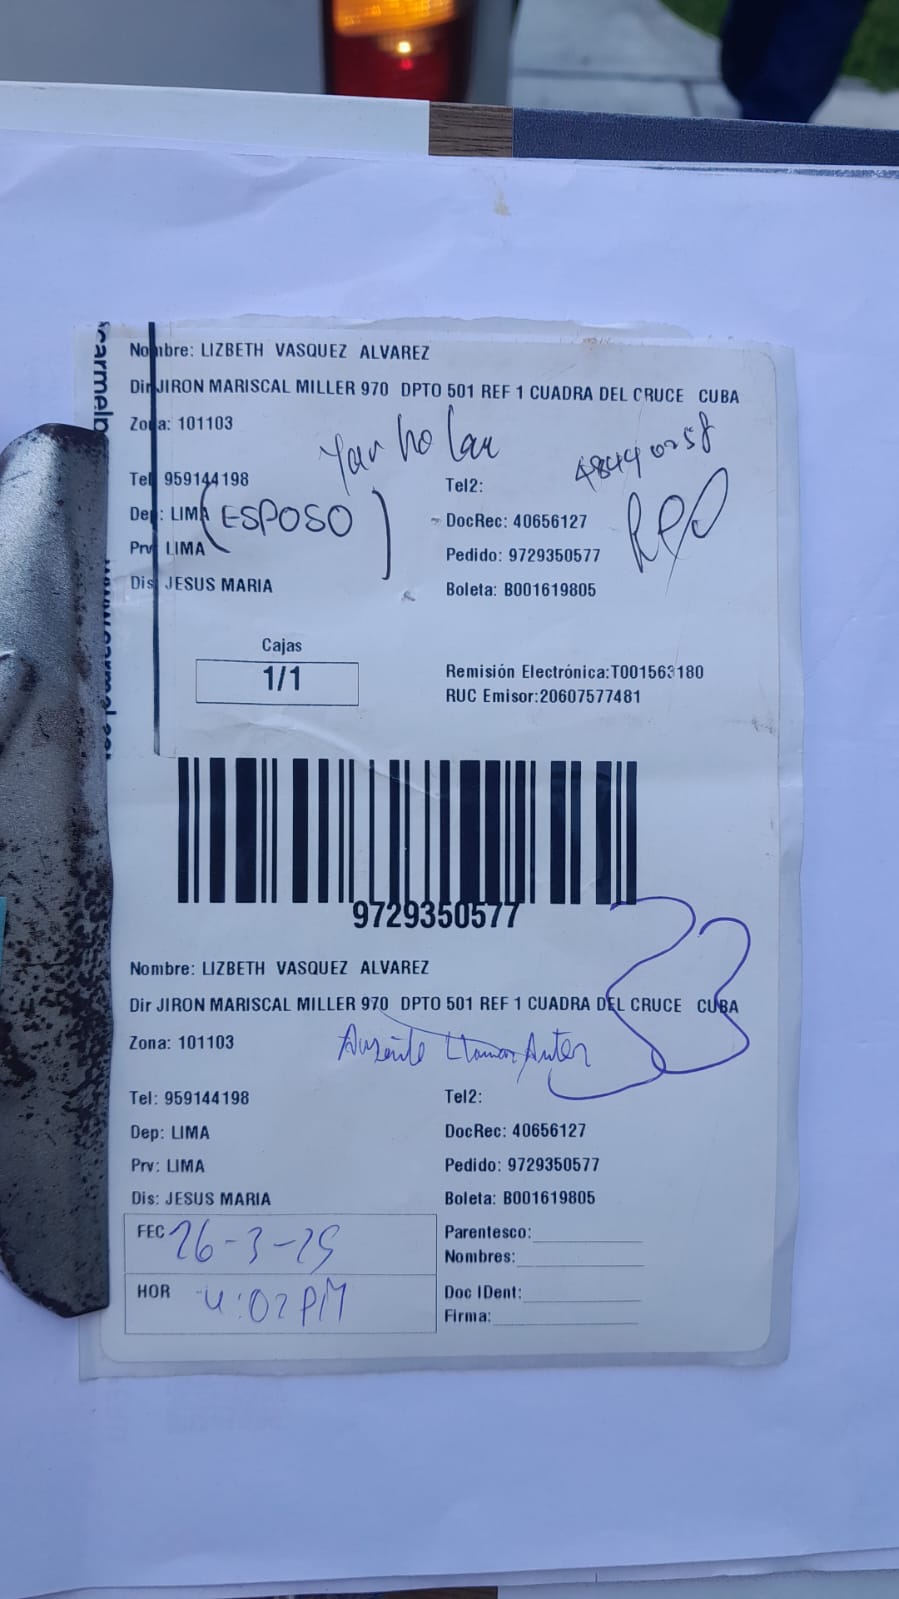 Nombre: LIZBETH VASQUEZ ALVAREZ
Dir JIRON MARISCAL MILLER 970 DPTO 501 REF 1 CUADRA DEL CRUCE CUBA
Zona: 101103
Tel 959144198
Tel2:
Dep: LIMA
(ESPOSO)
DocRec: 40656127
Prv LIMA
Pedido: 9729350577
Dis JESUS MARIA
Boleta: B001619805
Cajas
1/1
Remisión Electrónica:T001563180
RUC Emisor:20607577481
9729350577
33
Nombre: LIZBETH VASQUEZ ALVAREZ
Dir JIRON MARISCAL MILLER 970 DPTO 501 REF 1 CUADRA DEL CRUCE CUBA
Zona: 101103
Ausente Llamar Antes
Tel: 959144198
Tel2:
Dep: LIMA
DocRec: 40656127
Prv: LIMA
Pedido: 9729350577
Dis: JESUS MARIA
Boleta: B001619805
FEC 26-3-25
Parentesco:
Nombres:
HOR 4:02 PM
Doc IDent:
Firma: